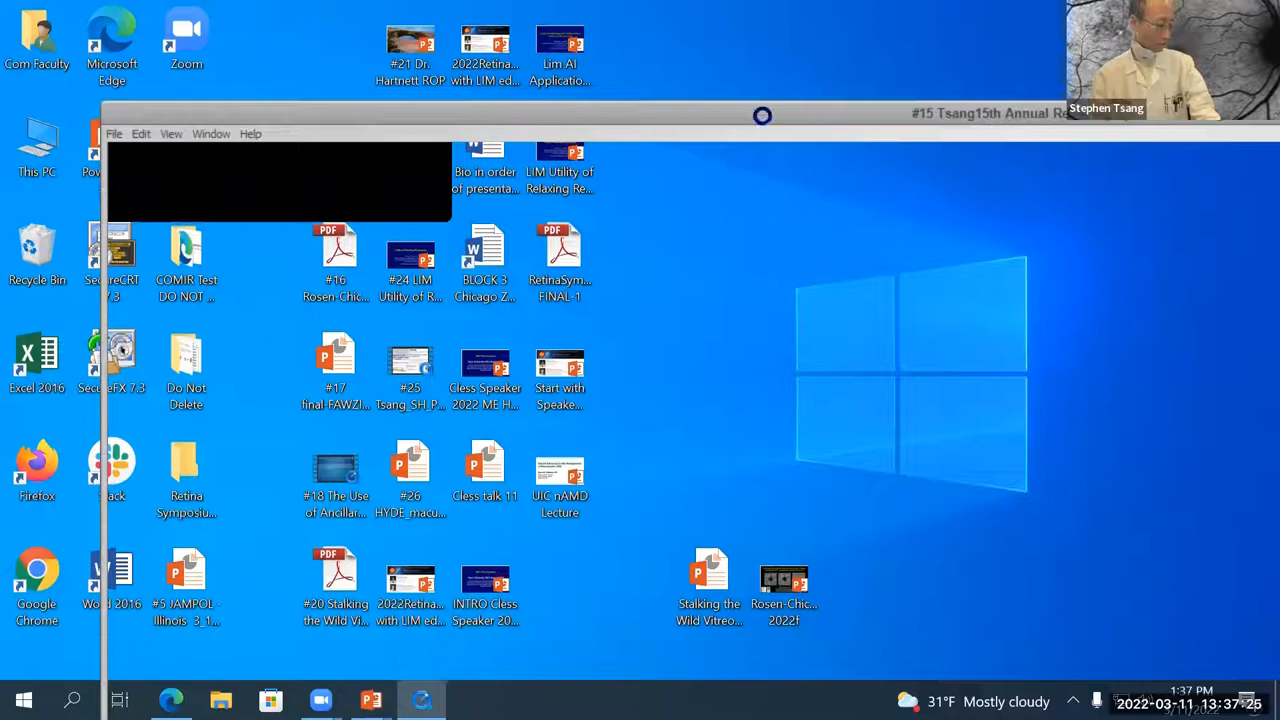 Com Faculty
Microsoft
Edge
Zoom
#21 Dr.
Hartnett ROP
2022Retina...
with LIM ed...
Lim AI
Applicatio...
Stephen Tsang
#15 Tsang15th Annual Re
File Edit View Window Help
This PC
Bio in order
of presenta...
LIM Utility of
Relaxing Re...
Recycle Bin
SecureCRT
7.3
COMIR Test
DO NOT ...
#16
Rosen-Chic...
#24 LIM
Utility of R...
BLOCK 3
Chicago Z...
RetinaSym...
FINAL-1
Excel 2016
SecureFX 7.3
Do Not
Delete
#17
final-FAWZI...
#25
Tsang_SH_P...
Cless Speaker
2022 ME H...
Start with
Speake...
Firefox
Slack
Retina
Symposiu...
#18 The Use
of Ancillar...
#26
HYDE_macu...
Cless talk 11
UIC nAMD
Lecture
Google
Chrome
Word 2016
#5 JAMPOL -
Illinois 3_1...
#20 Stalking
the Wild Vi...
2022Retina...
with LIM ed...
INTRO Cless
Speaker 20...
Stalking the
Wild Vitreo...
Rosen-Chic...
2022f
31°F Mostly cloudy
1:37 PM
2022-03-11 13:37:25